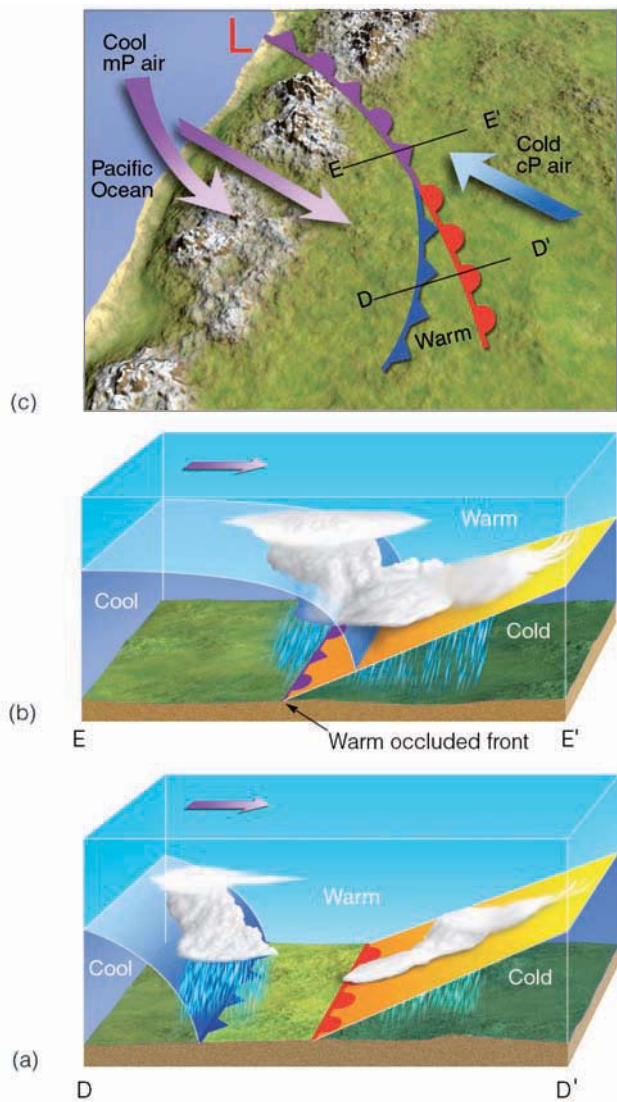 L
Cool
mP air
Pacific
Ocean
E
E'
Cold
cP air
D
D'
Warm
(c)
Warm
Cool
Cold
(b)
E
Warm occluded front
E'
Warm
Cool
Cold
(a)
D
D'